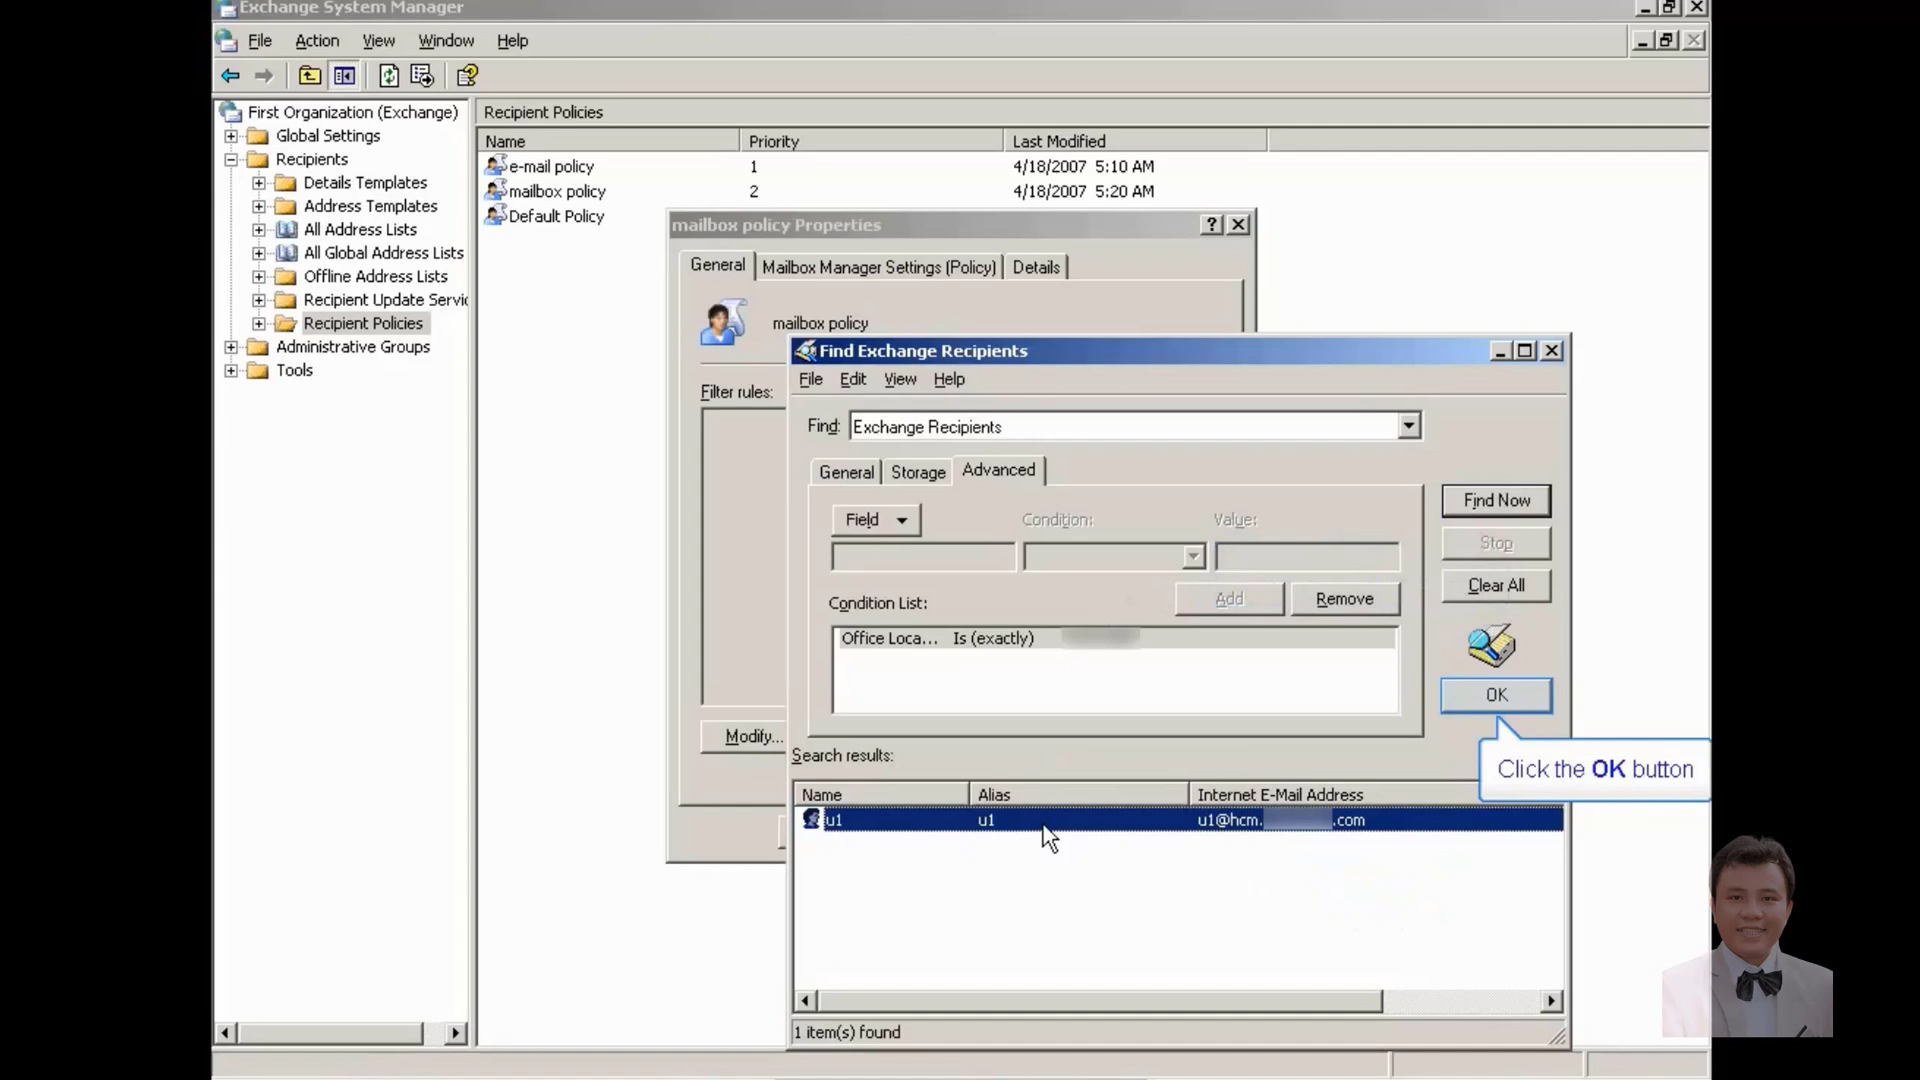 Exchange System Manager
File Action View Window Help
First Organization (Exchange)
Global Settings
Recipients
Details Templates
Address Templates
All Address Lists
All Global Address Lists
Offline Address Lists
Recipient Update Servic
Recipient Policies
Administrative Groups
Tools
Recipient Policies
Name Priority Last Modified
e-mail policy 1 4/18/2007 5:10 AM
mailbox policy 2 4/18/2007 5:20 AM
Default Policy
mailbox policy Properties
General Mailbox Manager Settings (Policy) Details
mailbox policy
Filter rules:
Modify...
Find Exchange Recipients
File Edit View Help
Find: Exchange Recipients
General Storage Advanced
Field Condition: Value:
Find Now
Stop
Clear All
Add Remove
Condition List:
Office Loca... Is (exactly)
OK
Click the OK button
Search results:
Name Alias Internet E-Mail Address
u1 u1 u1@hcm. .com
1 item(s) found